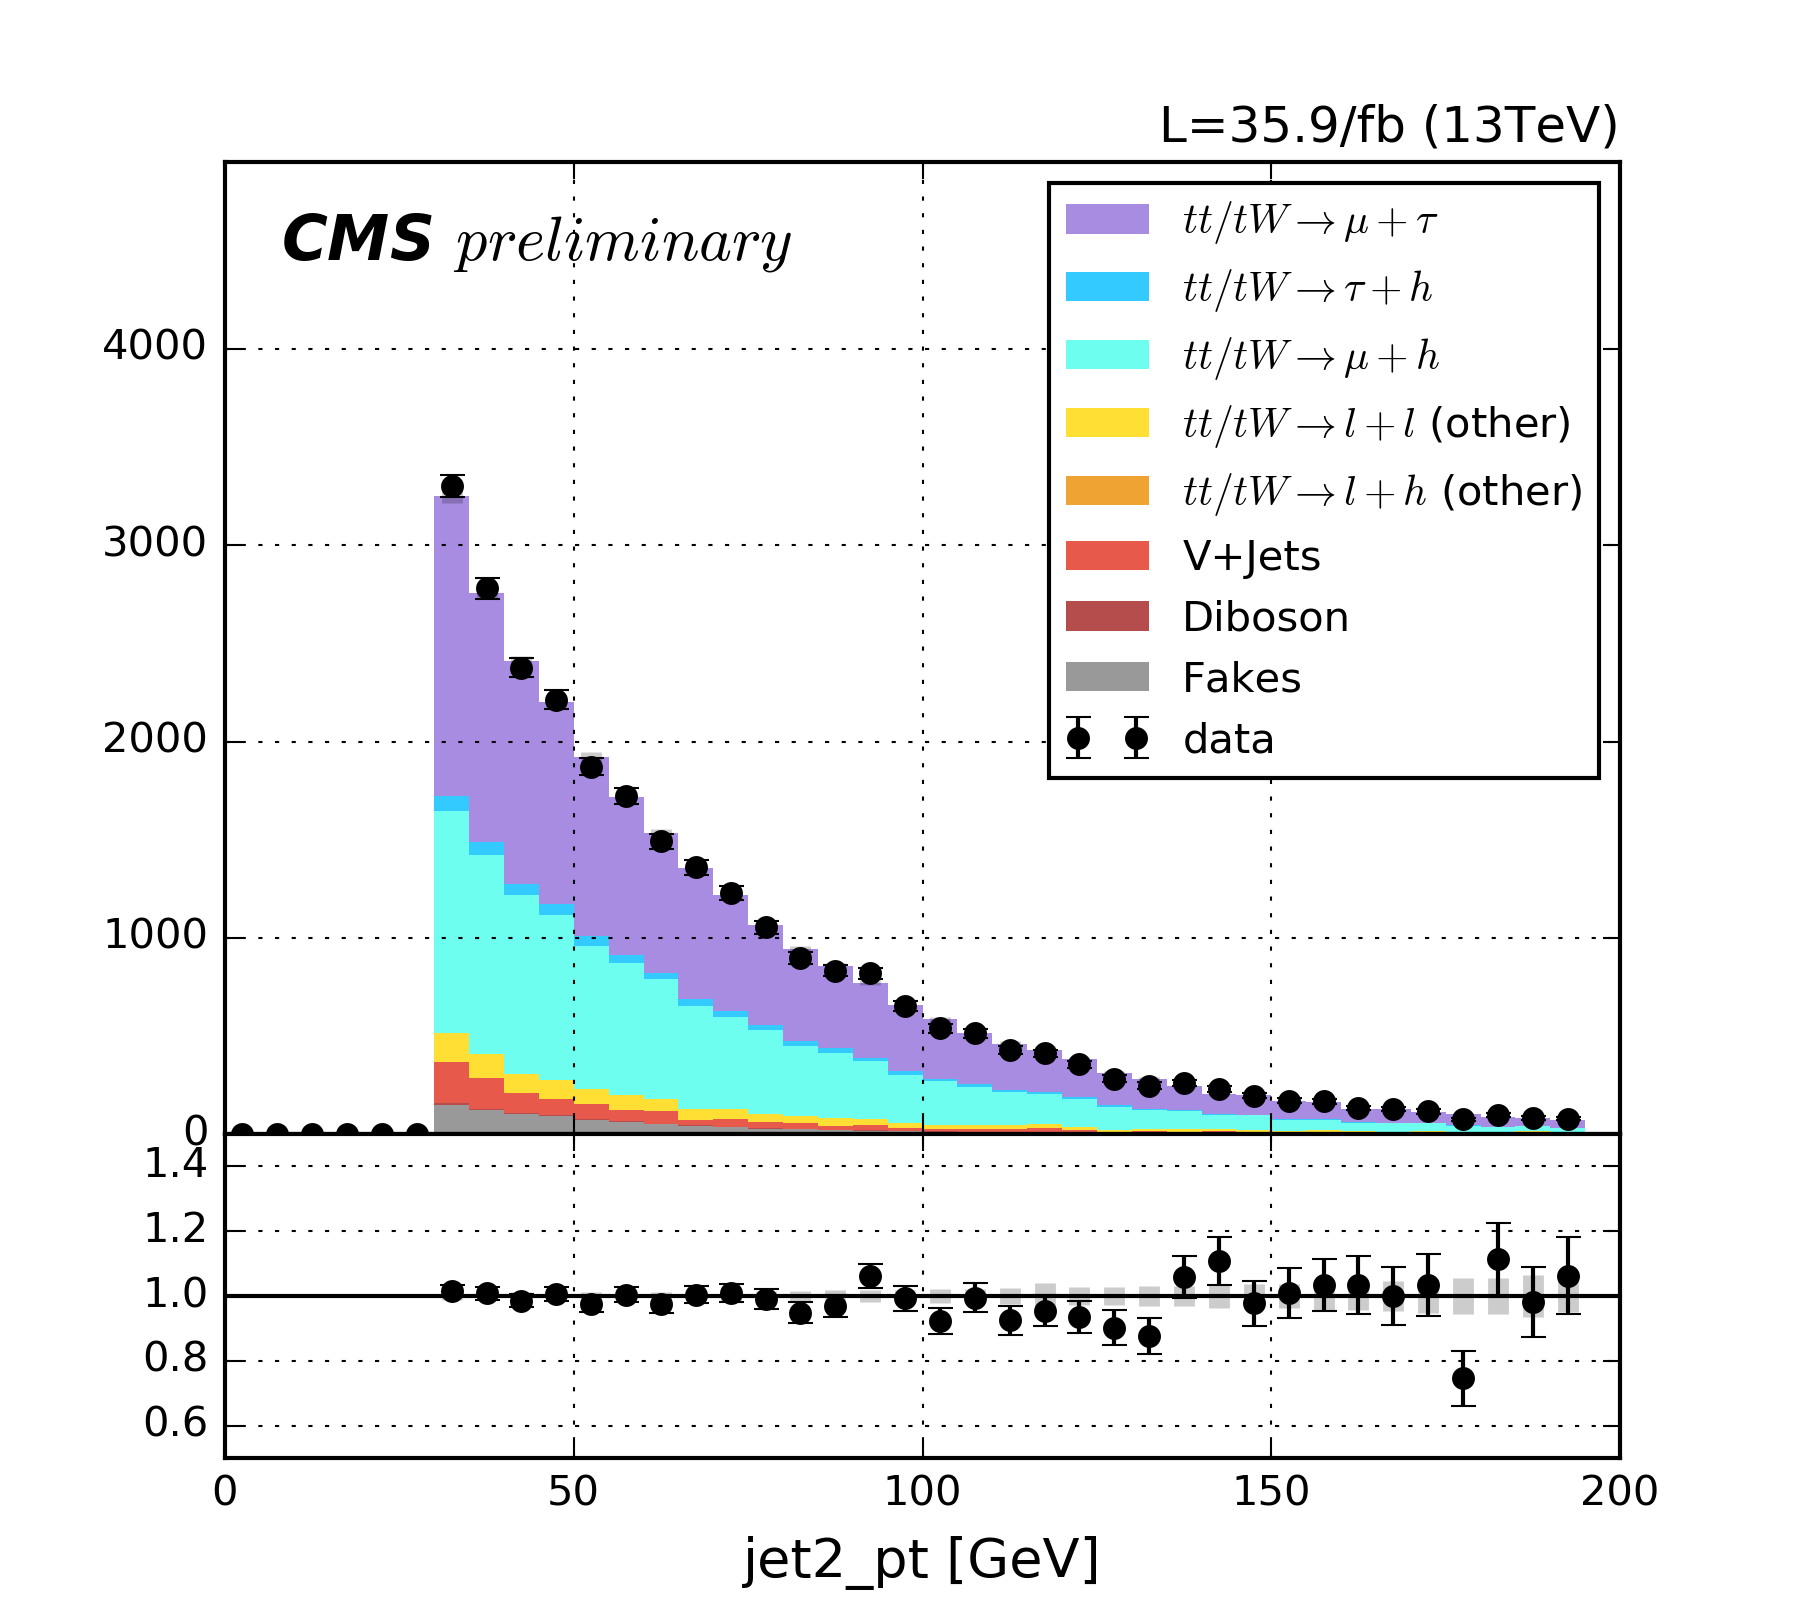 L=35.9/fb (13TeV)
CMS preliminary
tt/tW→μ+τ
tt/tW→τ+h
tt/tW→μ+h
tt/tW→l+l (other)
tt/tW→l+h (other)
V+Jets
Diboson
Fakes
data
4000
3000
2000
1000
0
1.4
1.2
1.0
0.8
0.6
0 50 100 150 200
jet2_pt [GeV]